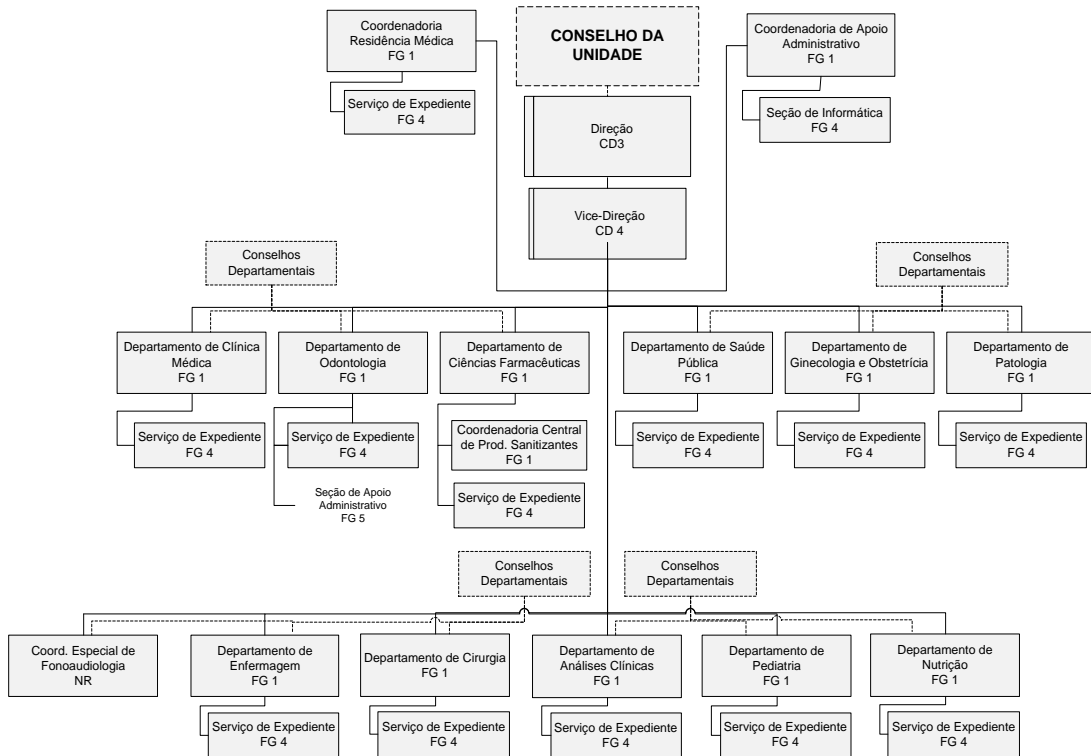 Coordenadoria
Residência Médica
FG 1
CONSELHO DA
UNIDADE
Coordenadoria de Apoio
Administrativo
FG 1
Serviço de Expediente
FG 4
Direção
CD3
Seção de Informática
FG 4
Vice-Direção
CD 4
Conselhos
Departamentais
Conselhos
Departamentais
Departamento de Clínica
Médica
FG 1
Departamento de
Odontologia
FG 1
Departamento de
Ciências Farmacêuticas
FG 1
Departamento de Saúde
Pública
FG 1
Departamento de
Ginecologia e Obstetrícia
FG 1
Departamento de
Patologia
FG 1
Serviço de Expediente
FG 4
Serviço de Expediente
FG 4
Coordenadoria Central
de Prod. Sanitizantes
FG 1
Serviço de Expediente
FG 4
Serviço de Expediente
FG 4
Serviço de Expediente
FG 4
Seção de Apoio
Administrativo
FG 5
Serviço de Expediente
FG 4
Conselhos
Departamentais
Conselhos
Departamentais
Coord. Especial de
Fonoaudiologia
NR
Departamento de
Enfermagem
FG 1
Departamento de Cirurgia
FG 1
Departamento de
Análises Clínicas
FG 1
Departamento de
Pediatria
FG 1
Departamento de
Nutrição
FG 1
Serviço de Expediente
FG 4
Serviço de Expediente
FG 4
Serviço de Expediente
FG 4
Serviço de Expediente
FG 4
Serviço de Expediente
FG 4